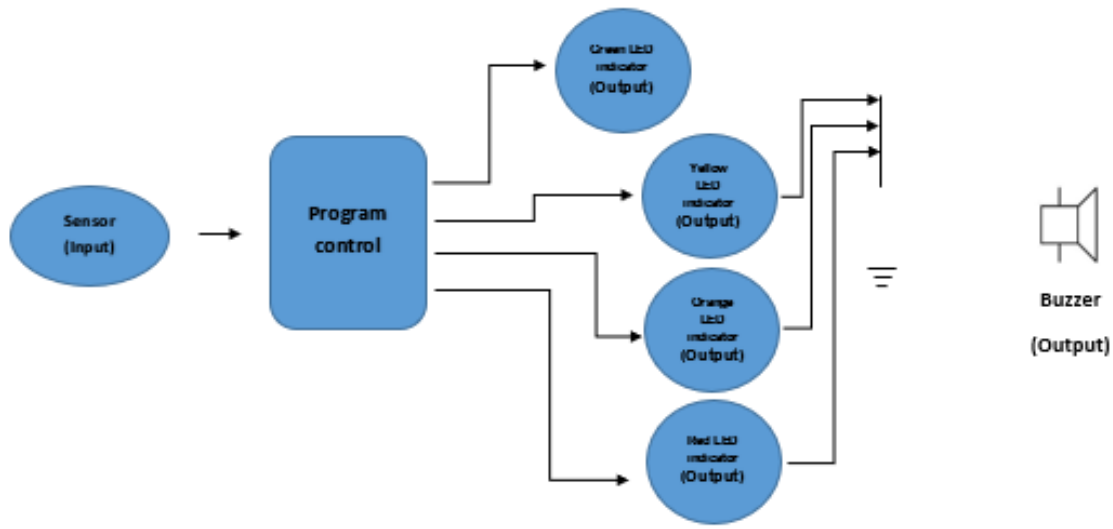 Green LED
indicator
(Output)
Yellow
LED
indicator
(Output)
Sensor
(Input)
Program
control
Orange
LED
indicator
(Output)
Buzzer
(Output)
Red LED
indicator
(Output)